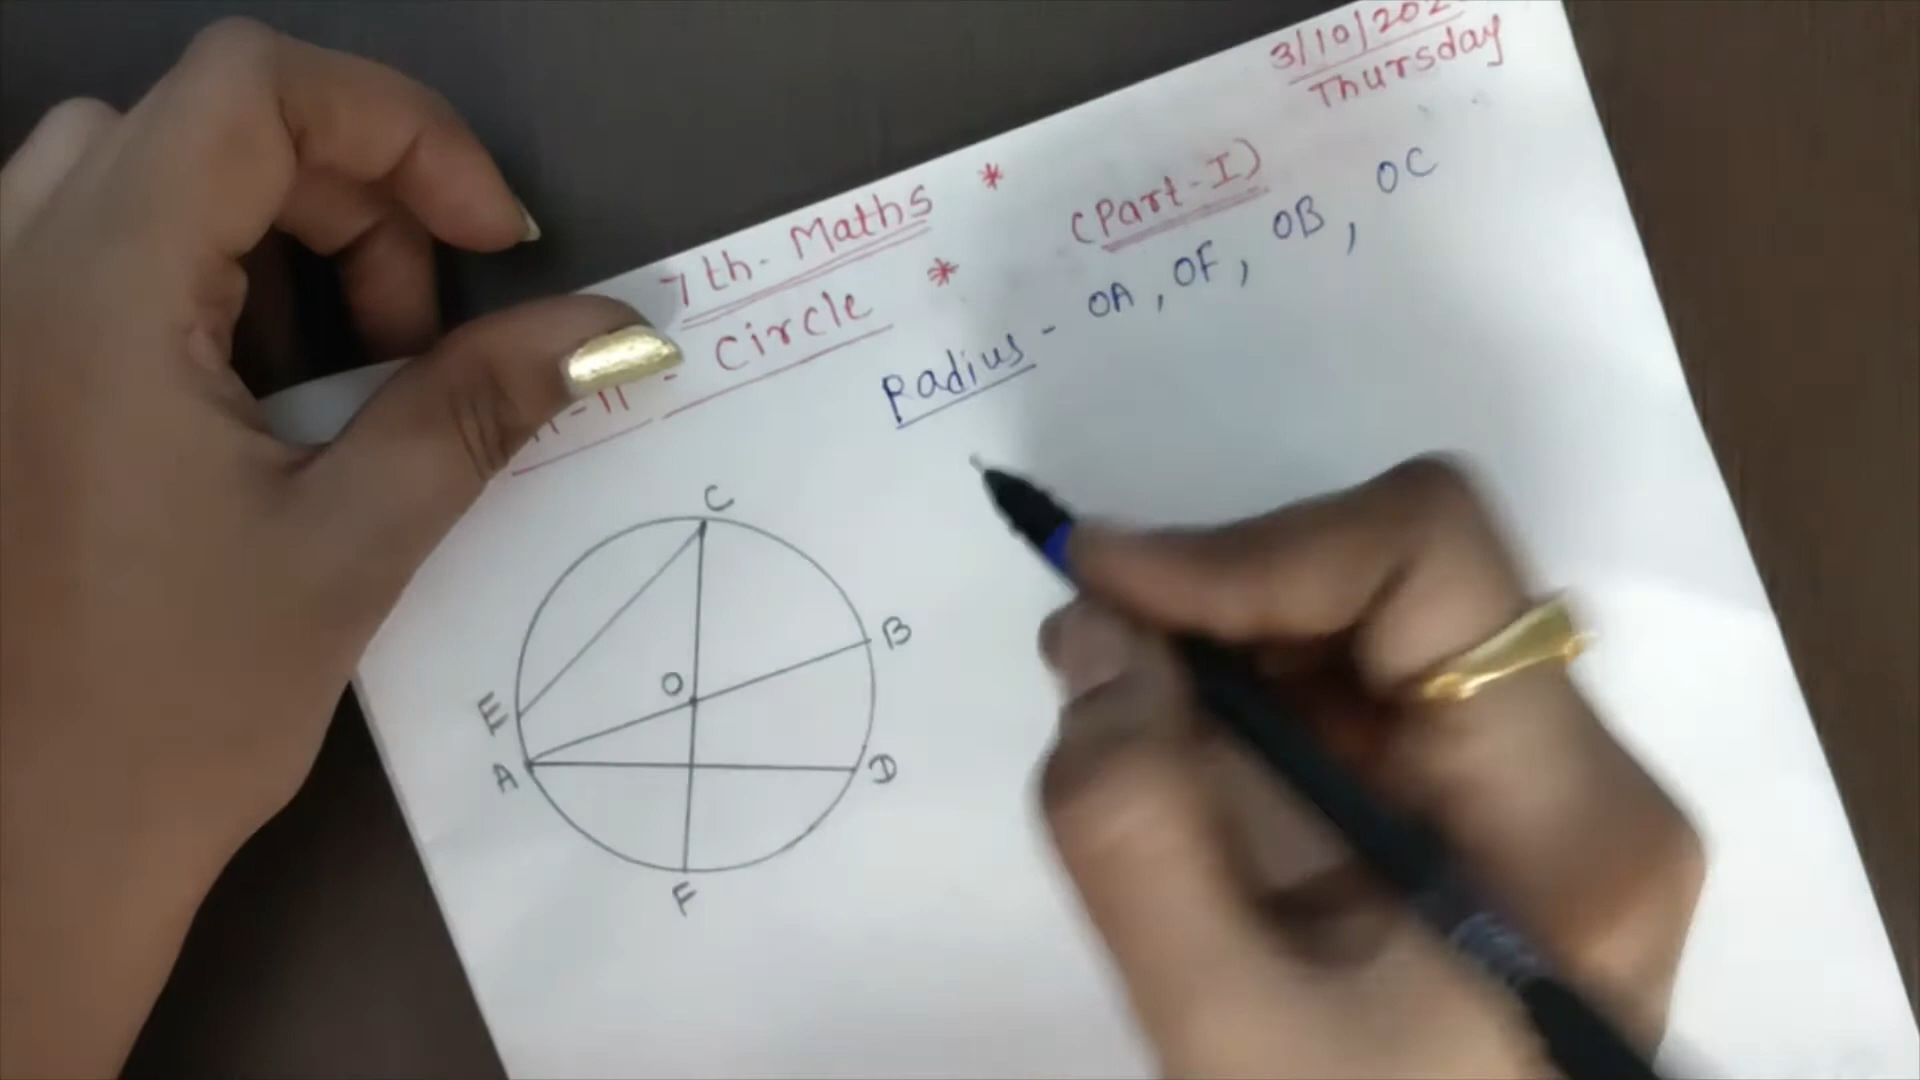 3/10/202
Thursday
7th. Maths *
- Circle * (Part-I)
Radius - OA, OF, OB, OC
C
B
O
E
A
D
F